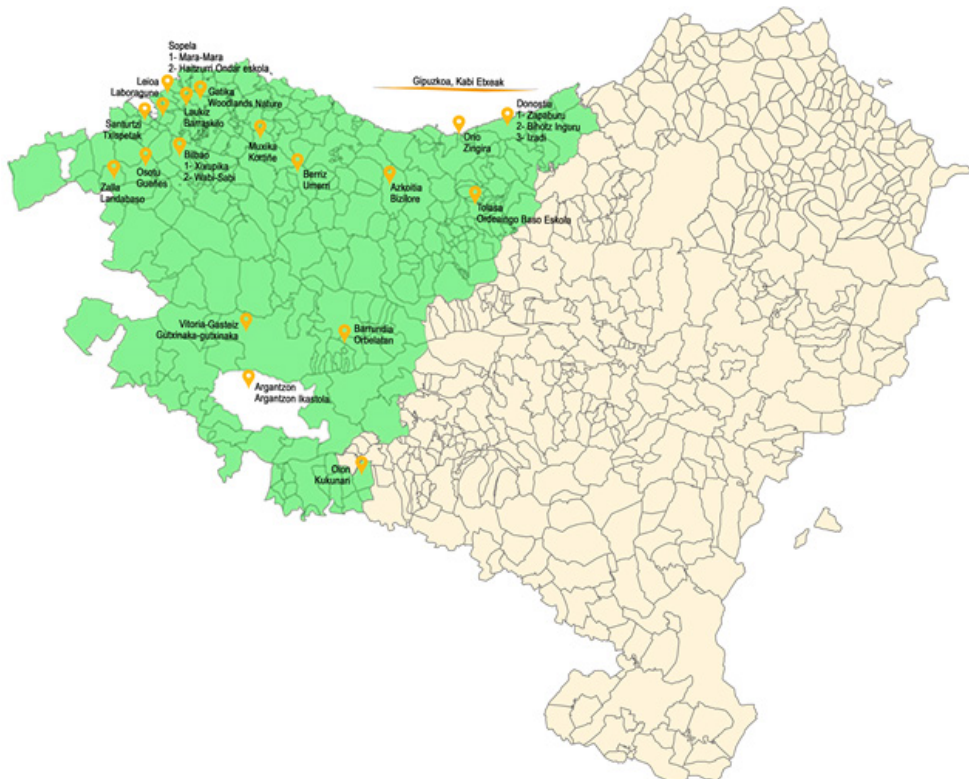 Sopela
1- Mara-Mara
2- Haitzurri Ondar eskola
Leioa
Laboragune
Gatika
Woodlands Nature
Laukiz
Barraskilo
Santurtzi
Txispetak
Gipuzkoa, Kabi Etxeak
Donostia
1- Zapaburu
2- Bihotz Inguru
3- Izadi
Orio
Zingira
Muxika
Kortiñe
Bilbao
1- Xixupika
2- Wabi-Sabi
Osotu
Gueñes
Zalla
Landabaso
Berriz
Umerri
Azkoitia
Bizilore
Tolosa
Ordeaingo Baso Eskola
Vitoria-Gasteiz
Gutxinaka-gutxinaka
Barrundia
Orbelatan
Argantzon
Argantzon Ikastola
Oion
Kukunari